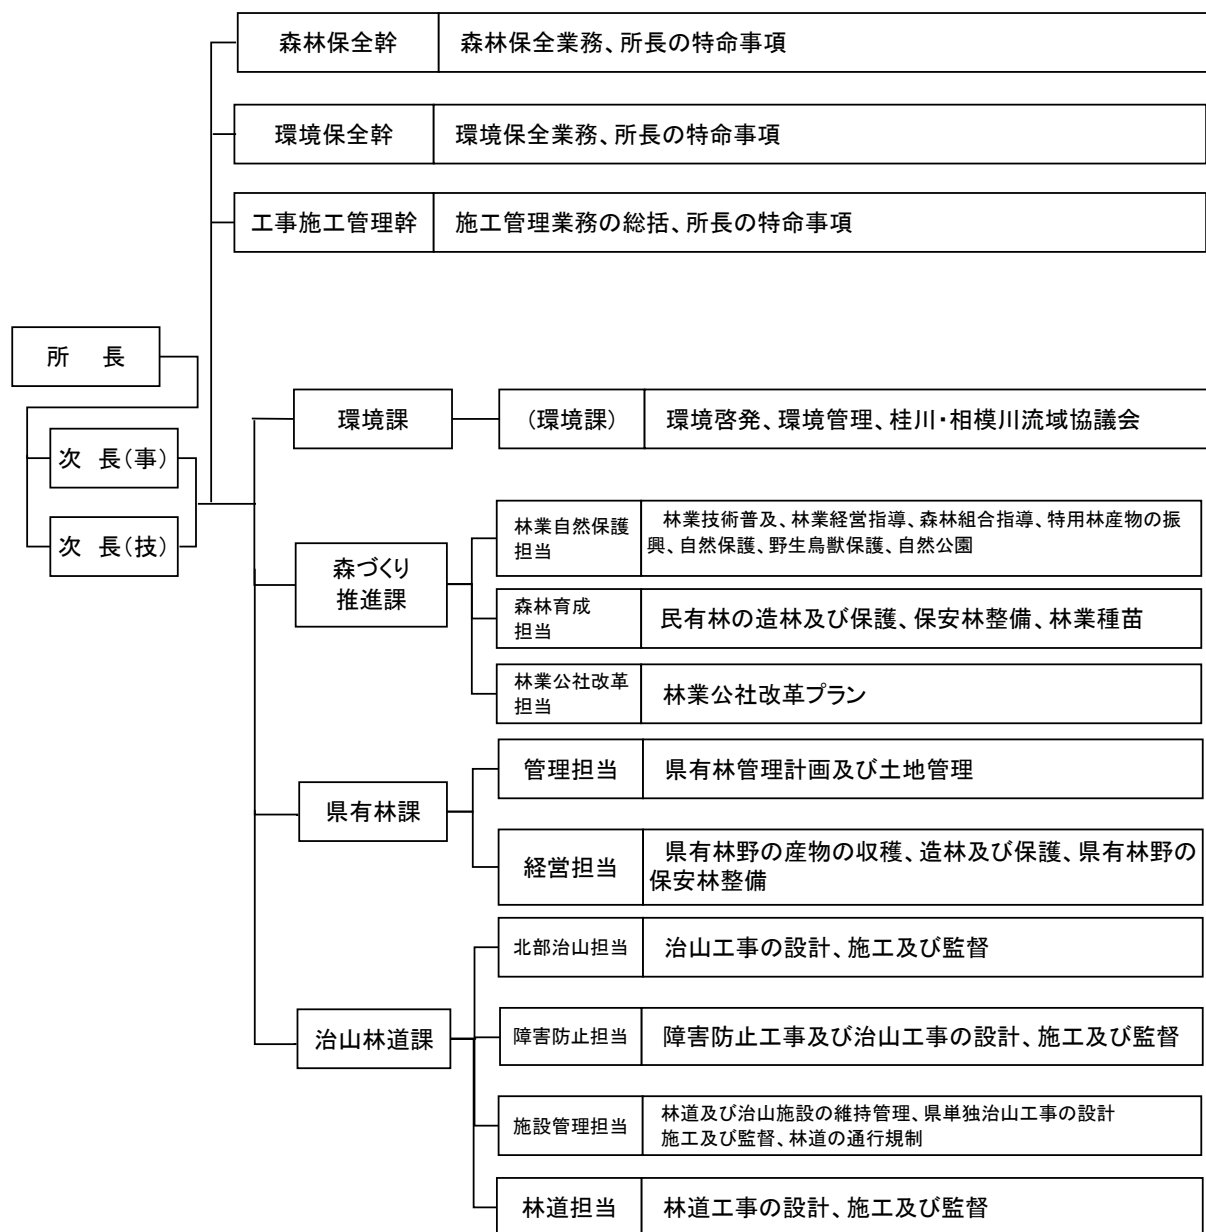 森林保全幹 森林保全業務、所長の特命事項
環境保全幹 環境保全業務、所長の特命事項
工事施工管理幹 施工管理業務の総括、所長の特命事項
所 長
次 長(事)
次 長(技)
環境課 (環境課) 環境啓発、環境管理、桂川・相模川流域協議会
森づくり
推進課
林業自然保護
担当
林業技術普及、林業経営指導、森林組合指導、特用林産物の振
興、自然保護、野生鳥獣保護、自然公園
森林育成
担当
民有林の造林及び保護、保安林整備、林業種苗
林業公社改革
担当
林業公社改革プラン
県有林課
管理担当 県有林管理計画及び土地管理
経営担当
県有林野の産物の収穫、造林及び保護、県有林野の
保安林整備
治山林道課
北部治山担当 治山工事の設計、施工及び監督
障害防止担当 障害防止工事及び治山工事の設計、施工及び監督
施設管理担当
林道及び治山施設の維持管理、県単独治山工事の設計
施工及び監督、林道の通行規制
林道担当 林道工事の設計、施工及び監督